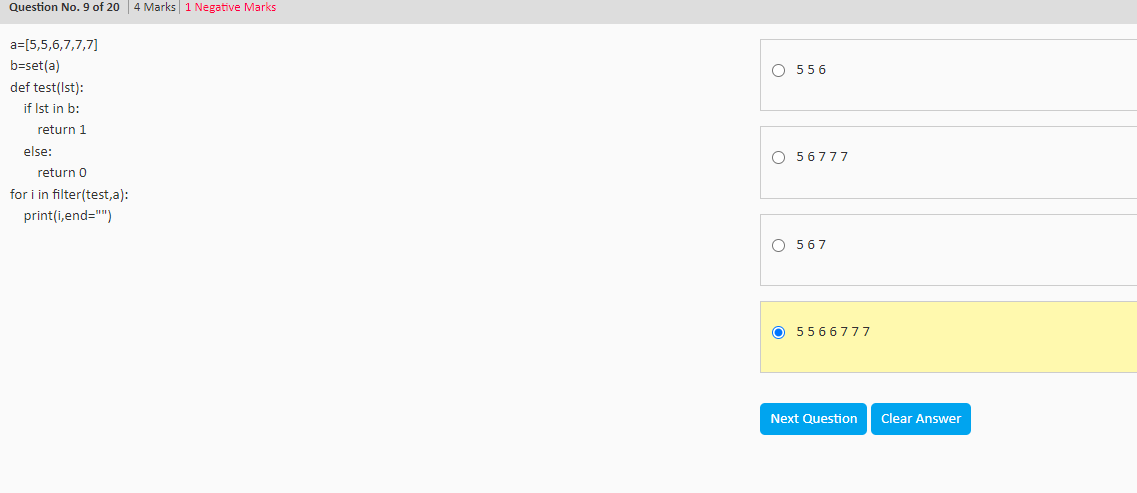 Question No. 9 of 20 4 Marks 1 Negative Marks
a=[5,5,6,7,7,7]
b=set(a)
def test(lst):
if lst in b:
return 1
else:
return 0
for i in filter(test,a):
print(i,end="")
5 5 6
5 6 7 7 7
5 6 7
5 5 6 6 7 7 7
Next Question Clear Answer